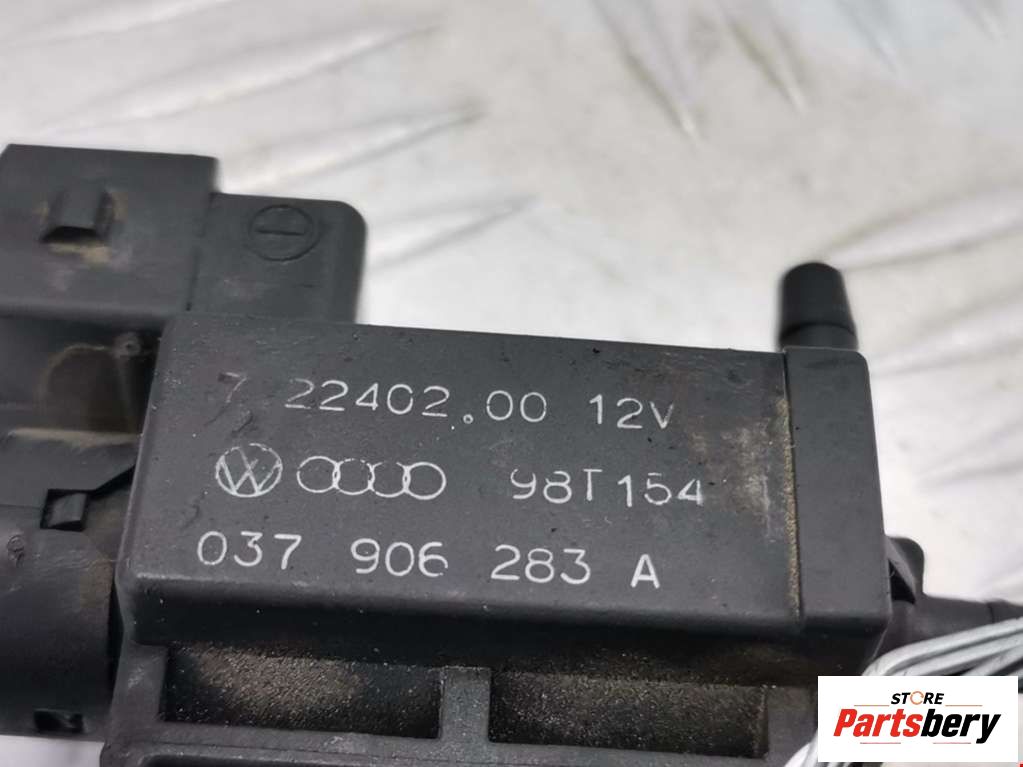 7 22402.00 12V
98T154
037 906 283 A
STORE
Partsbery